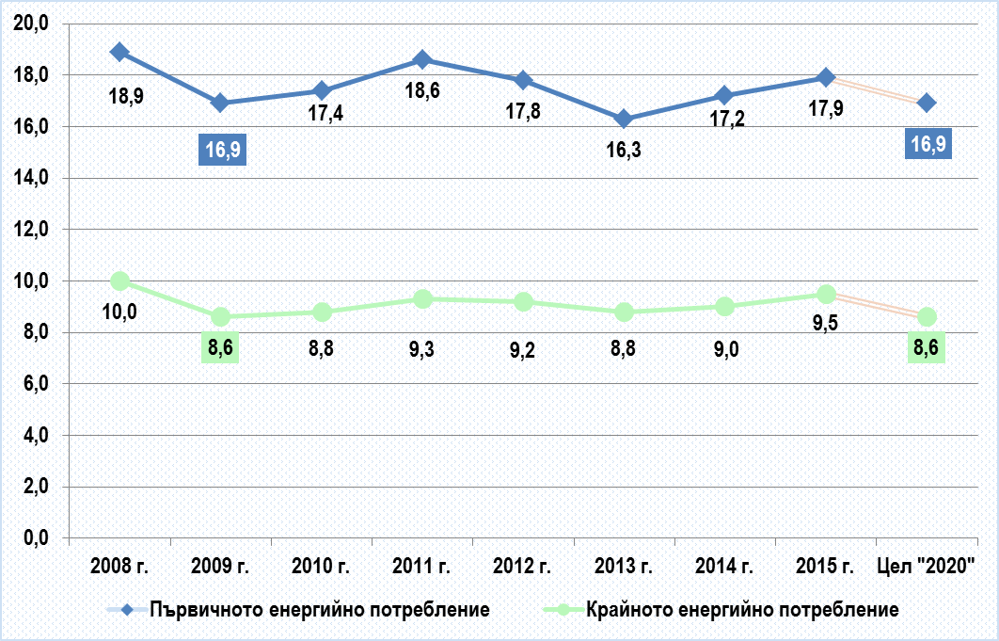 20,0
18,0
16,0
14,0
12,0
10,0
8,0
6,0
4,0
2,0
0,0
18,9 16,9 17,4 18,6 17,8 16,3 17,2 17,9 16,9
10,0 8,6 8,8 9,3 9,2 8,8 9,0 9,5 8,6
2008 г. 2009 г. 2010 г. 2011 г. 2012 г. 2013 г. 2014 г. 2015 г. Цел "2020"
Първичното енергийно потребление Крайното енергийно потребление